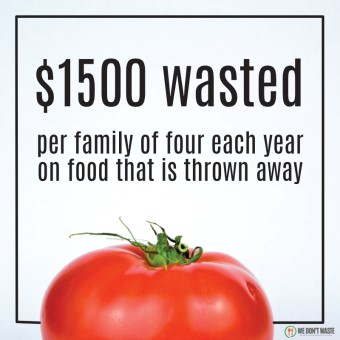 $1500 wasted
per family of four each year
on food that is thrown away
WE DON'T WASTE